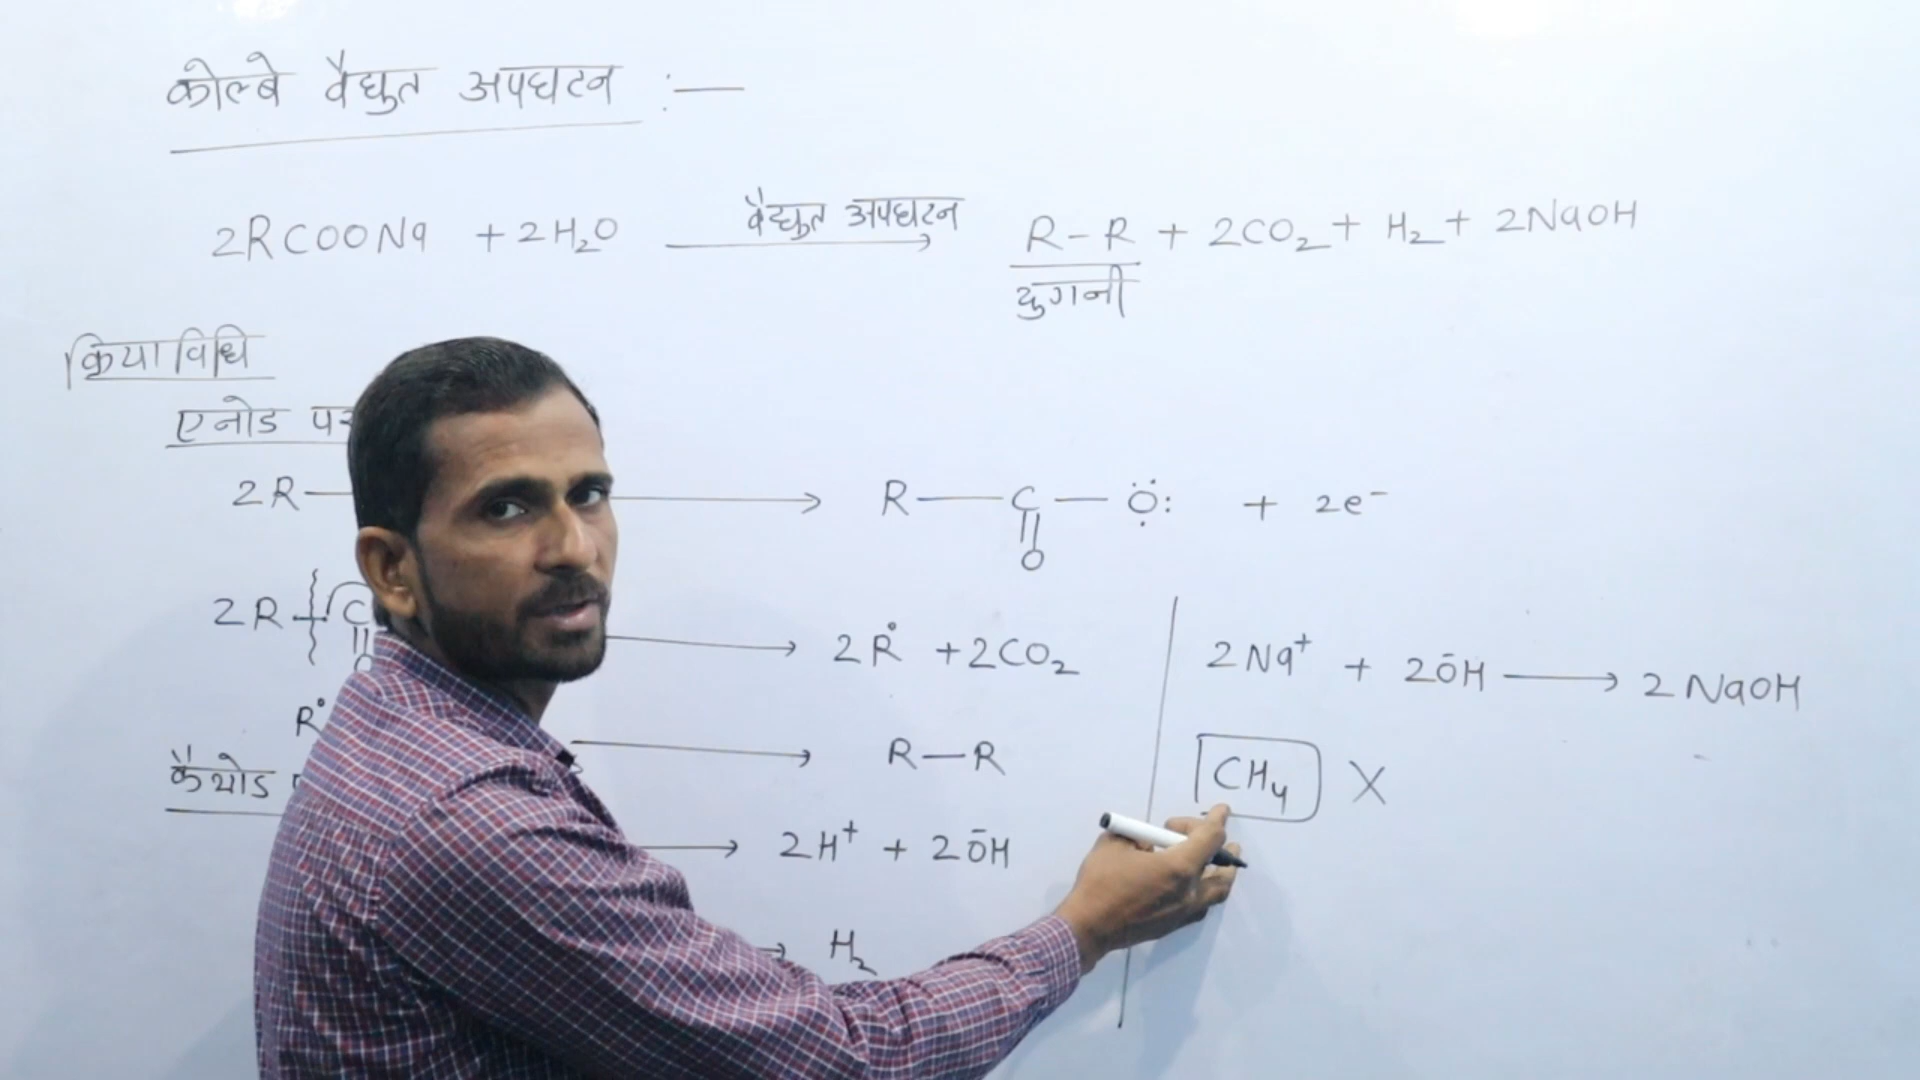 कोल्बे वैद्युत अपघटन :—
2RCOONa + 2H₂O ⟶ वैद्युत अपघटन R-R + 2CO₂ + H₂ + 2NaOH
दुगनी
क्रियाविधि
एनोड पर
2R— ⟶ R—C—Ö: + 2e⁻
॥
O
2R—C ⟶ 2R• + 2CO₂
R• ⟶ R—R
2Na⁺ + 2ŌH ⟶ 2NaOH
कैथोड
CH₄ X
⟶ 2H⁺ + 2ŌH
⟶ H₂